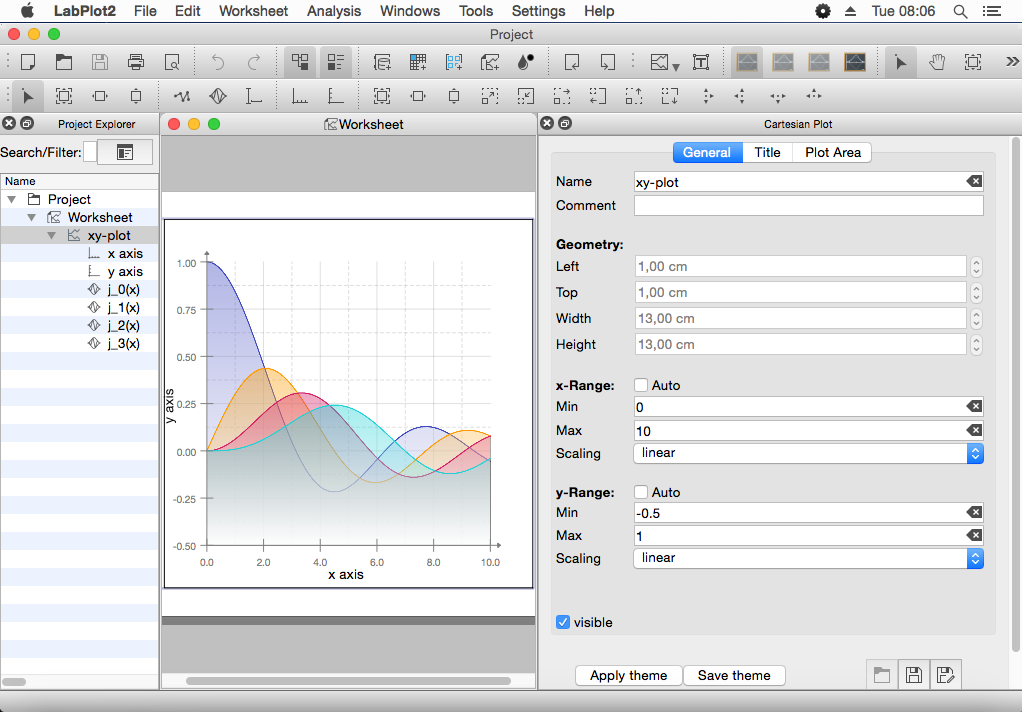 LabPlot2 File Edit Worksheet Analysis Windows Tools Settings Help Tue 08:06
Project
Project Explorer
Search/Filter:
Name
Project
Worksheet
xy-plot
x axis
y axis
j_0(x)
j_1(x)
j_2(x)
j_3(x)
Worksheet
1.00
0.75
0.50
0.25
0.00
-0.25
-0.50
y axis
0.0 2.0 4.0 6.0 8.0 10.0
x axis
Cartesian Plot
General Title Plot Area
Name xy-plot
Comment
Geometry:
Left 1,00 cm
Top 1,00 cm
Width 13,00 cm
Height 13,00 cm
x-Range: Auto
Min 0
Max 10
Scaling linear
y-Range: Auto
Min -0.5
Max 1
Scaling linear
visible
Apply theme Save theme